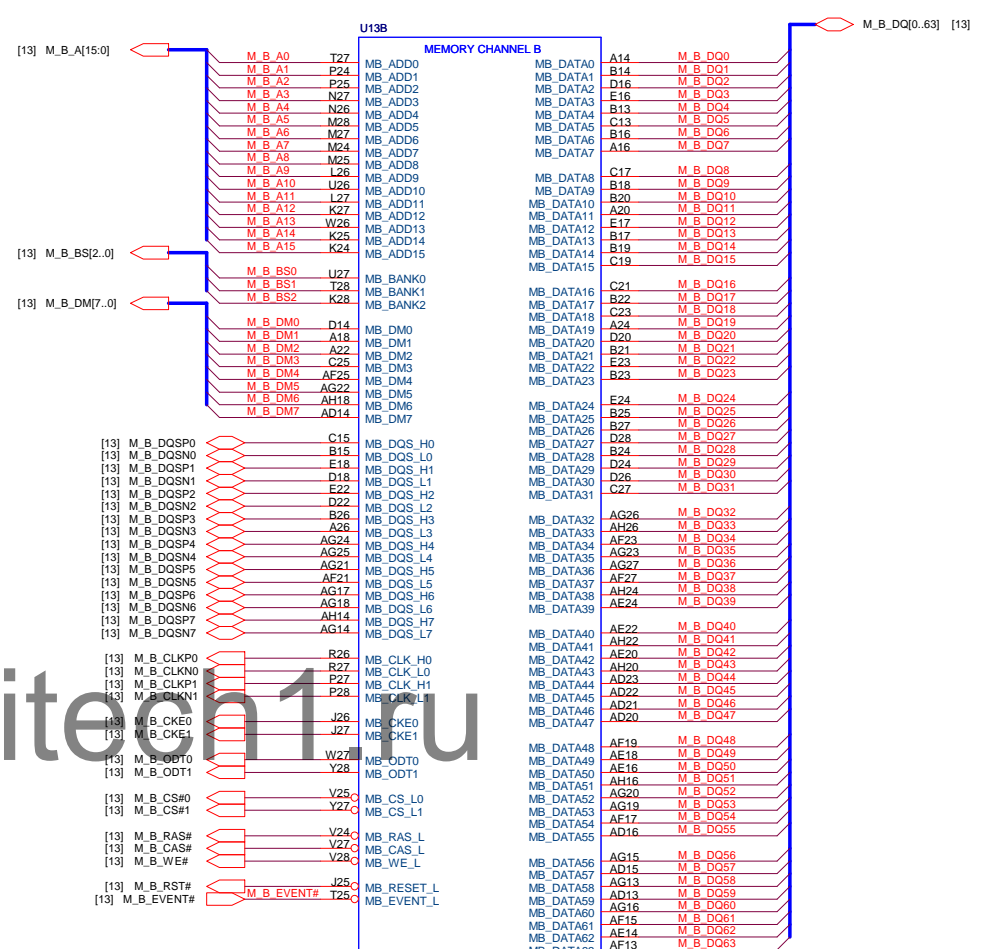 U13B
MEMORY CHANNEL B
M_B_DQ[0..63] [13]
[13] M_B_A[15:0]
M_B_A0 T27 MB_ADD0
M_B_A1 P24 MB_ADD1
M_B_A2 P25 MB_ADD2
M_B_A3 N27 MB_ADD3
M_B_A4 N26 MB_ADD4
M_B_A5 M28 MB_ADD5
M_B_A6 M27 MB_ADD6
M_B_A7 M24 MB_ADD7
M_B_A8 M25 MB_ADD8
M_B_A9 L26 MB_ADD9
M_B_A10 U26 MB_ADD10
M_B_A11 L27 MB_ADD11
M_B_A12 K27 MB_ADD12
M_B_A13 W26 MB_ADD13
M_B_A14 K25 MB_ADD14
M_B_A15 K24 MB_ADD15
[13] M_B_BS[2..0]
M_B_BS0 U27 MB_BANK0
M_B_BS1 T28 MB_BANK1
M_B_BS2 K28 MB_BANK2
[13] M_B_DM[7..0]
M_B_DM0 D14 MB_DM0
M_B_DM1 A18 MB_DM1
M_B_DM2 A22 MB_DM2
M_B_DM3 C25 MB_DM3
M_B_DM4 AF25 MB_DM4
M_B_DM5 AG22 MB_DM5
M_B_DM6 AH18 MB_DM6
M_B_DM7 AD14 MB_DM7
[13] M_B_DQSP0 C15 MB_DQS_H0
[13] M_B_DQSN0 B15 MB_DQS_L0
[13] M_B_DQSP1 E18 MB_DQS_H1
[13] M_B_DQSN1 D18 MB_DQS_L1
[13] M_B_DQSP2 E22 MB_DQS_H2
[13] M_B_DQSN2 D22 MB_DQS_L2
[13] M_B_DQSP3 B26 MB_DQS_H3
[13] M_B_DQSN3 A26 MB_DQS_L3
[13] M_B_DQSP4 AG24 MB_DQS_H4
[13] M_B_DQSN4 AG25 MB_DQS_L4
[13] M_B_DQSP5 AG21 MB_DQS_H5
[13] M_B_DQSN5 AF21 MB_DQS_L5
[13] M_B_DQSP6 AG17 MB_DQS_H6
[13] M_B_DQSN6 AG18 MB_DQS_L6
[13] M_B_DQSP7 AH14 MB_DQS_H7
[13] M_B_DQSN7 AG14 MB_DQS_L7
[13] M_B_CLKP0 R26 MB_CLK_H0
[13] M_B_CLKN0 R27 MB_CLK_L0
[13] M_B_CLKP1 P27 MB_CLK_H1
[13] M_B_CLKN1 P28 MB_CLK_L1
[13] M_B_CKE0 J26 MB_CKE0
[13] M_B_CKE1 J27 MB_CKE1
[13] M_B_ODT0 W27 MB_ODT0
[13] M_B_ODT1 Y28 MB_ODT1
[13] M_B_CS#0 V25 MB_CS_L0
[13] M_B_CS#1 Y27 MB_CS_L1
[13] M_B_RAS# V24 MB_RAS_L
[13] M_B_CAS# V27 MB_CAS_L
[13] M_B_WE# V28 MB_WE_L
[13] M_B_RST# J25 MB_RESET_L
[13] M_B_EVENT# M_B_EVENT# T25 MB_EVENT_L
MB_DATA0 A14 M_B_DQ0
MB_DATA1 B14 M_B_DQ1
MB_DATA2 D16 M_B_DQ2
MB_DATA3 E16 M_B_DQ3
MB_DATA4 B13 M_B_DQ4
MB_DATA5 C13 M_B_DQ5
MB_DATA6 B16 M_B_DQ6
MB_DATA7 A16 M_B_DQ7
MB_DATA8 C17 M_B_DQ8
MB_DATA9 B18 M_B_DQ9
MB_DATA10 B20 M_B_DQ10
MB_DATA11 A20 M_B_DQ11
MB_DATA12 E17 M_B_DQ12
MB_DATA13 B17 M_B_DQ13
MB_DATA14 B19 M_B_DQ14
MB_DATA15 C19 M_B_DQ15
MB_DATA16 C21 M_B_DQ16
MB_DATA17 B22 M_B_DQ17
MB_DATA18 C23 M_B_DQ18
MB_DATA19 A24 M_B_DQ19
MB_DATA20 D20 M_B_DQ20
MB_DATA21 B21 M_B_DQ21
MB_DATA22 E23 M_B_DQ22
MB_DATA23 B23 M_B_DQ23
MB_DATA24 E24 M_B_DQ24
MB_DATA25 B25 M_B_DQ25
MB_DATA26 B27 M_B_DQ26
MB_DATA27 D28 M_B_DQ27
MB_DATA28 B24 M_B_DQ28
MB_DATA29 D24 M_B_DQ29
MB_DATA30 D26 M_B_DQ30
MB_DATA31 C27 M_B_DQ31
MB_DATA32 AG26 M_B_DQ32
MB_DATA33 AH26 M_B_DQ33
MB_DATA34 AF23 M_B_DQ34
MB_DATA35 AG23 M_B_DQ35
MB_DATA36 AG27 M_B_DQ36
MB_DATA37 AF27 M_B_DQ37
MB_DATA38 AH24 M_B_DQ38
MB_DATA39 AE24 M_B_DQ39
MB_DATA40 AE22 M_B_DQ40
MB_DATA41 AH22 M_B_DQ41
MB_DATA42 AE20 M_B_DQ42
MB_DATA43 AH20 M_B_DQ43
MB_DATA44 AD23 M_B_DQ44
MB_DATA45 AD22 M_B_DQ45
MB_DATA46 AD21 M_B_DQ46
MB_DATA47 AD20 M_B_DQ47
MB_DATA48 AF19 M_B_DQ48
MB_DATA49 AE18 M_B_DQ49
MB_DATA50 AE16 M_B_DQ50
MB_DATA51 AH16 M_B_DQ51
MB_DATA52 AG20 M_B_DQ52
MB_DATA53 AG19 M_B_DQ53
MB_DATA54 AF17 M_B_DQ54
MB_DATA55 AD16 M_B_DQ55
MB_DATA56 AG15 M_B_DQ56
MB_DATA57 AD15 M_B_DQ57
MB_DATA58 AG13 M_B_DQ58
MB_DATA59 AD13 M_B_DQ59
MB_DATA60 AG16 M_B_DQ60
MB_DATA61 AF15 M_B_DQ61
MB_DATA62 AE14 M_B_DQ62
AF13 M_B_DQ63
itech1.ru